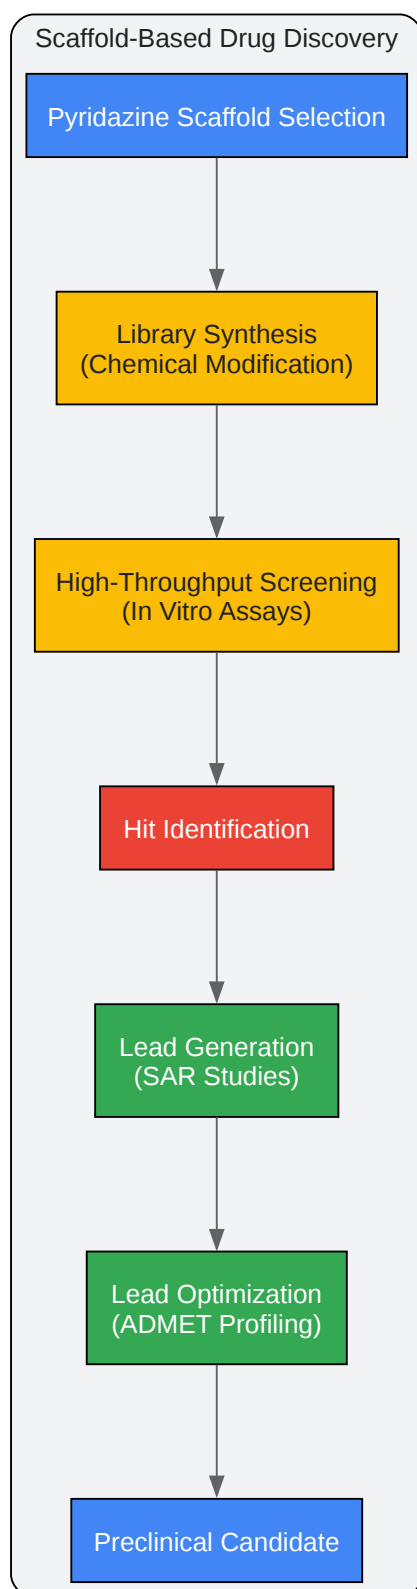 Scaffold-Based Drug Discovery
Pyridazine Scaffold Selection
Library Synthesis
(Chemical Modification)
High-Throughput Screening
(In Vitro Assays)
Hit Identification
Lead Generation
(SAR Studies)
Lead Optimization
(ADMET Profiling)
Preclinical Candidate